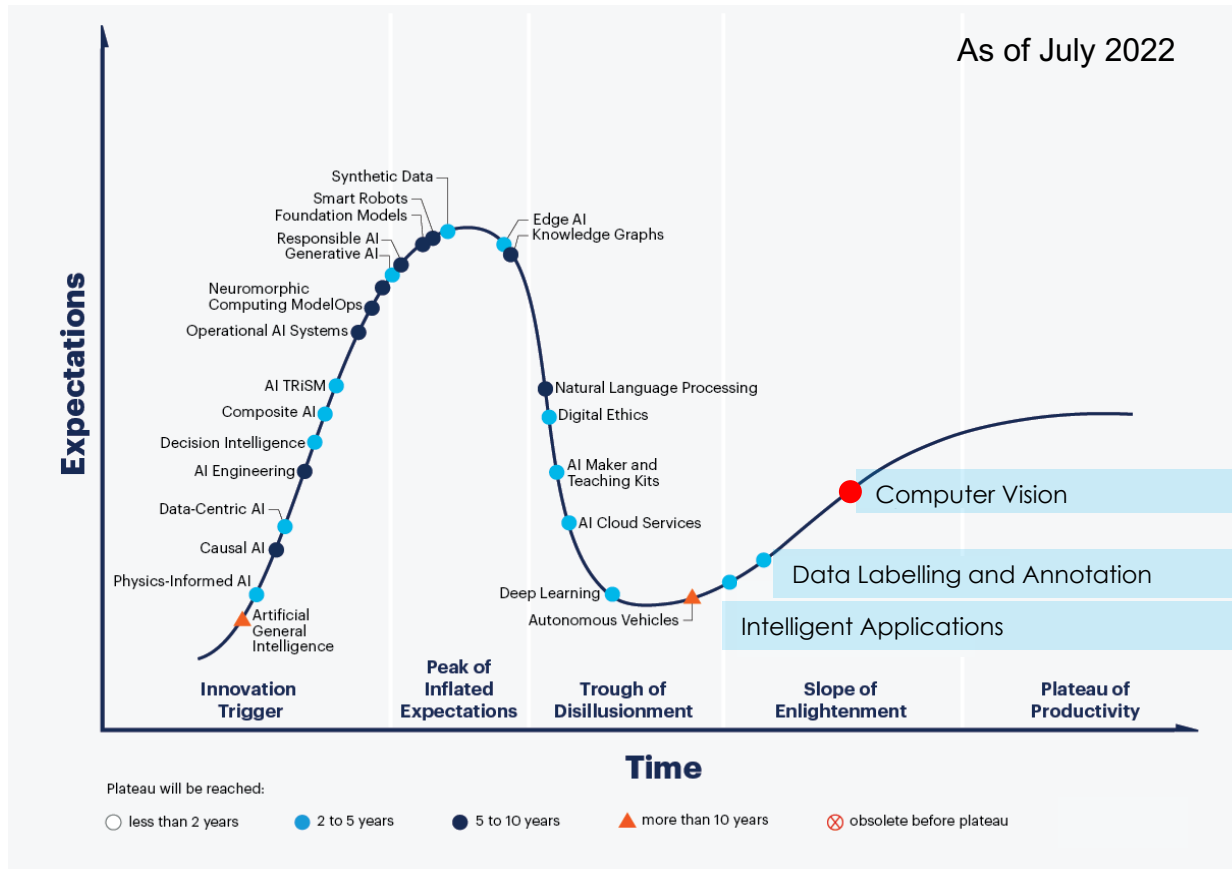 As of July 2022
Expectations
Synthetic Data
Smart Robots
Foundation Models
Responsible AI
Generative AI
Neuromorphic
Computing ModelOps
Operational AI Systems
AI TRiSM
Composite AI
Decision Intelligence
AI Engineering
Data-Centric AI
Causal AI
Physics-Informed AI
Artificial
General
Intelligence
Edge AI
Knowledge Graphs
Natural Language Processing
Digital Ethics
AI Maker and
Teaching Kits
AI Cloud Services
Deep Learning
Autonomous Vehicles
Computer Vision
Data Labelling and Annotation
Intelligent Applications
Innovation
Trigger
Peak of
Inflated
Expectations
Trough of
Disillusionment
Slope of
Enlightenment
Plateau of
Productivity
Time
Plateau will be reached:
less than 2 years
2 to 5 years
5 to 10 years
more than 10 years
obsolete before plateau